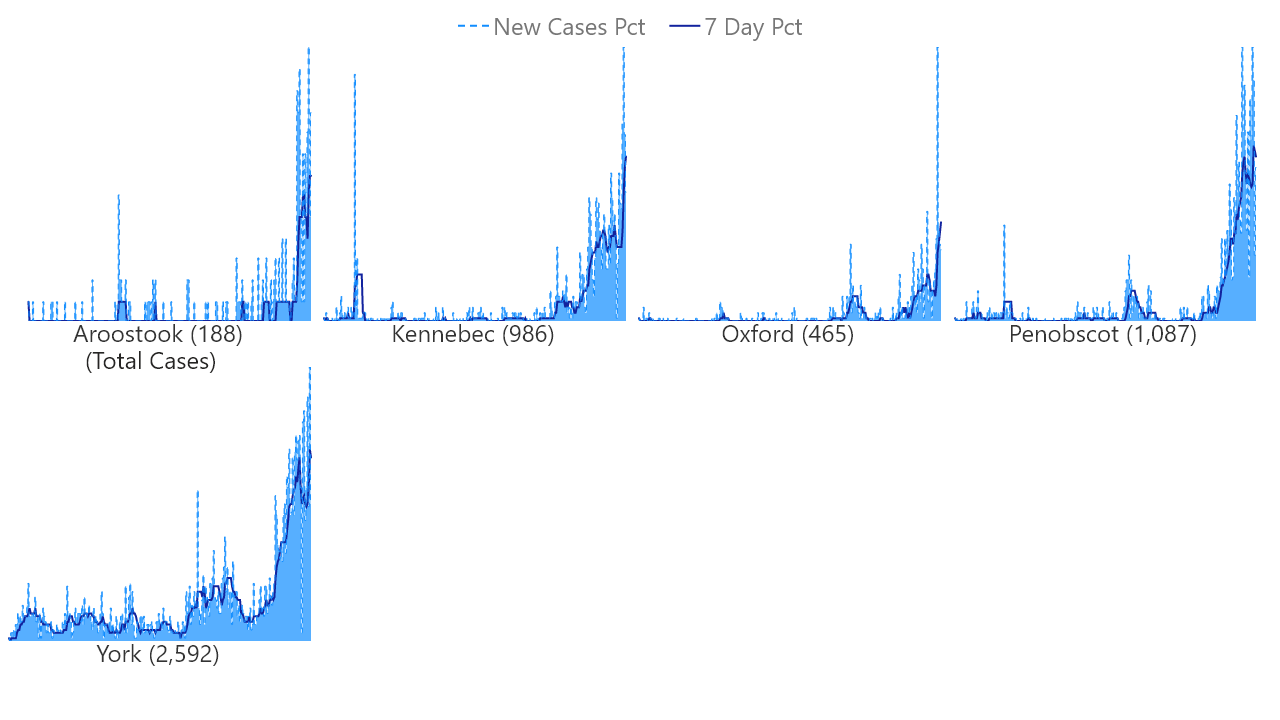 New Cases Pct 7 Day Pct
Aroostook (188) Kennebec (986) Oxford (465) Penobscot (1,087)
(Total Cases)
York (2,592)